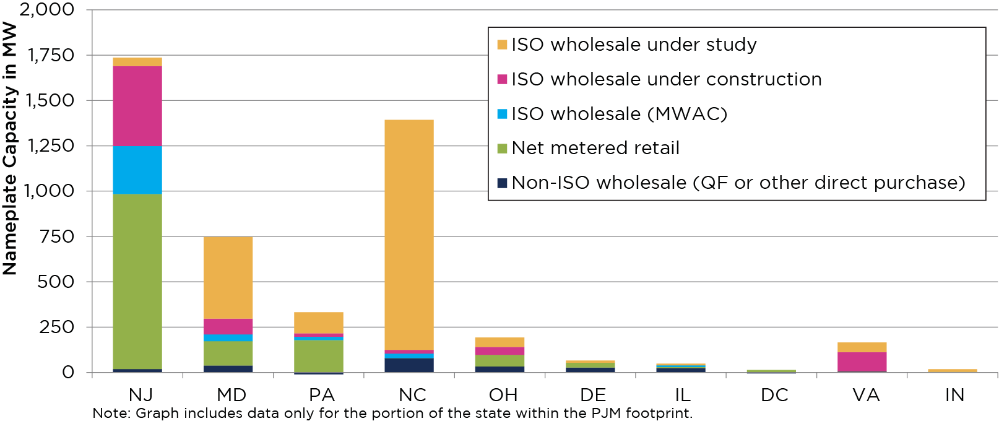 Nameplate Capacity in MW
2,000
1,750
1,500
1,250
1,000
750
500
250
0
ISO wholesale under study
ISO wholesale under construction
ISO wholesale (MWAC)
Net metered retail
Non-ISO wholesale (QF or other direct purchase)
NJ MD PA NC OH DE IL DC VA IN
Note: Graph includes data only for the portion of the state within the PJM footprint.